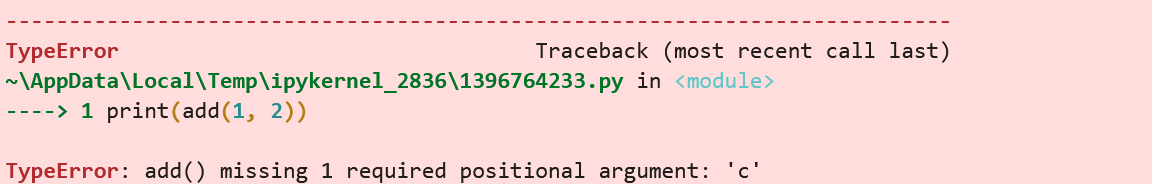 ---------------------------------------------------------------------------
TypeError                                 Traceback (most recent call last)
~\AppData\Local\Temp\ipykernel_2836\1396764233.py in <module>
----> 1 print(add(1, 2))

TypeError: add() missing 1 required positional argument: 'c'